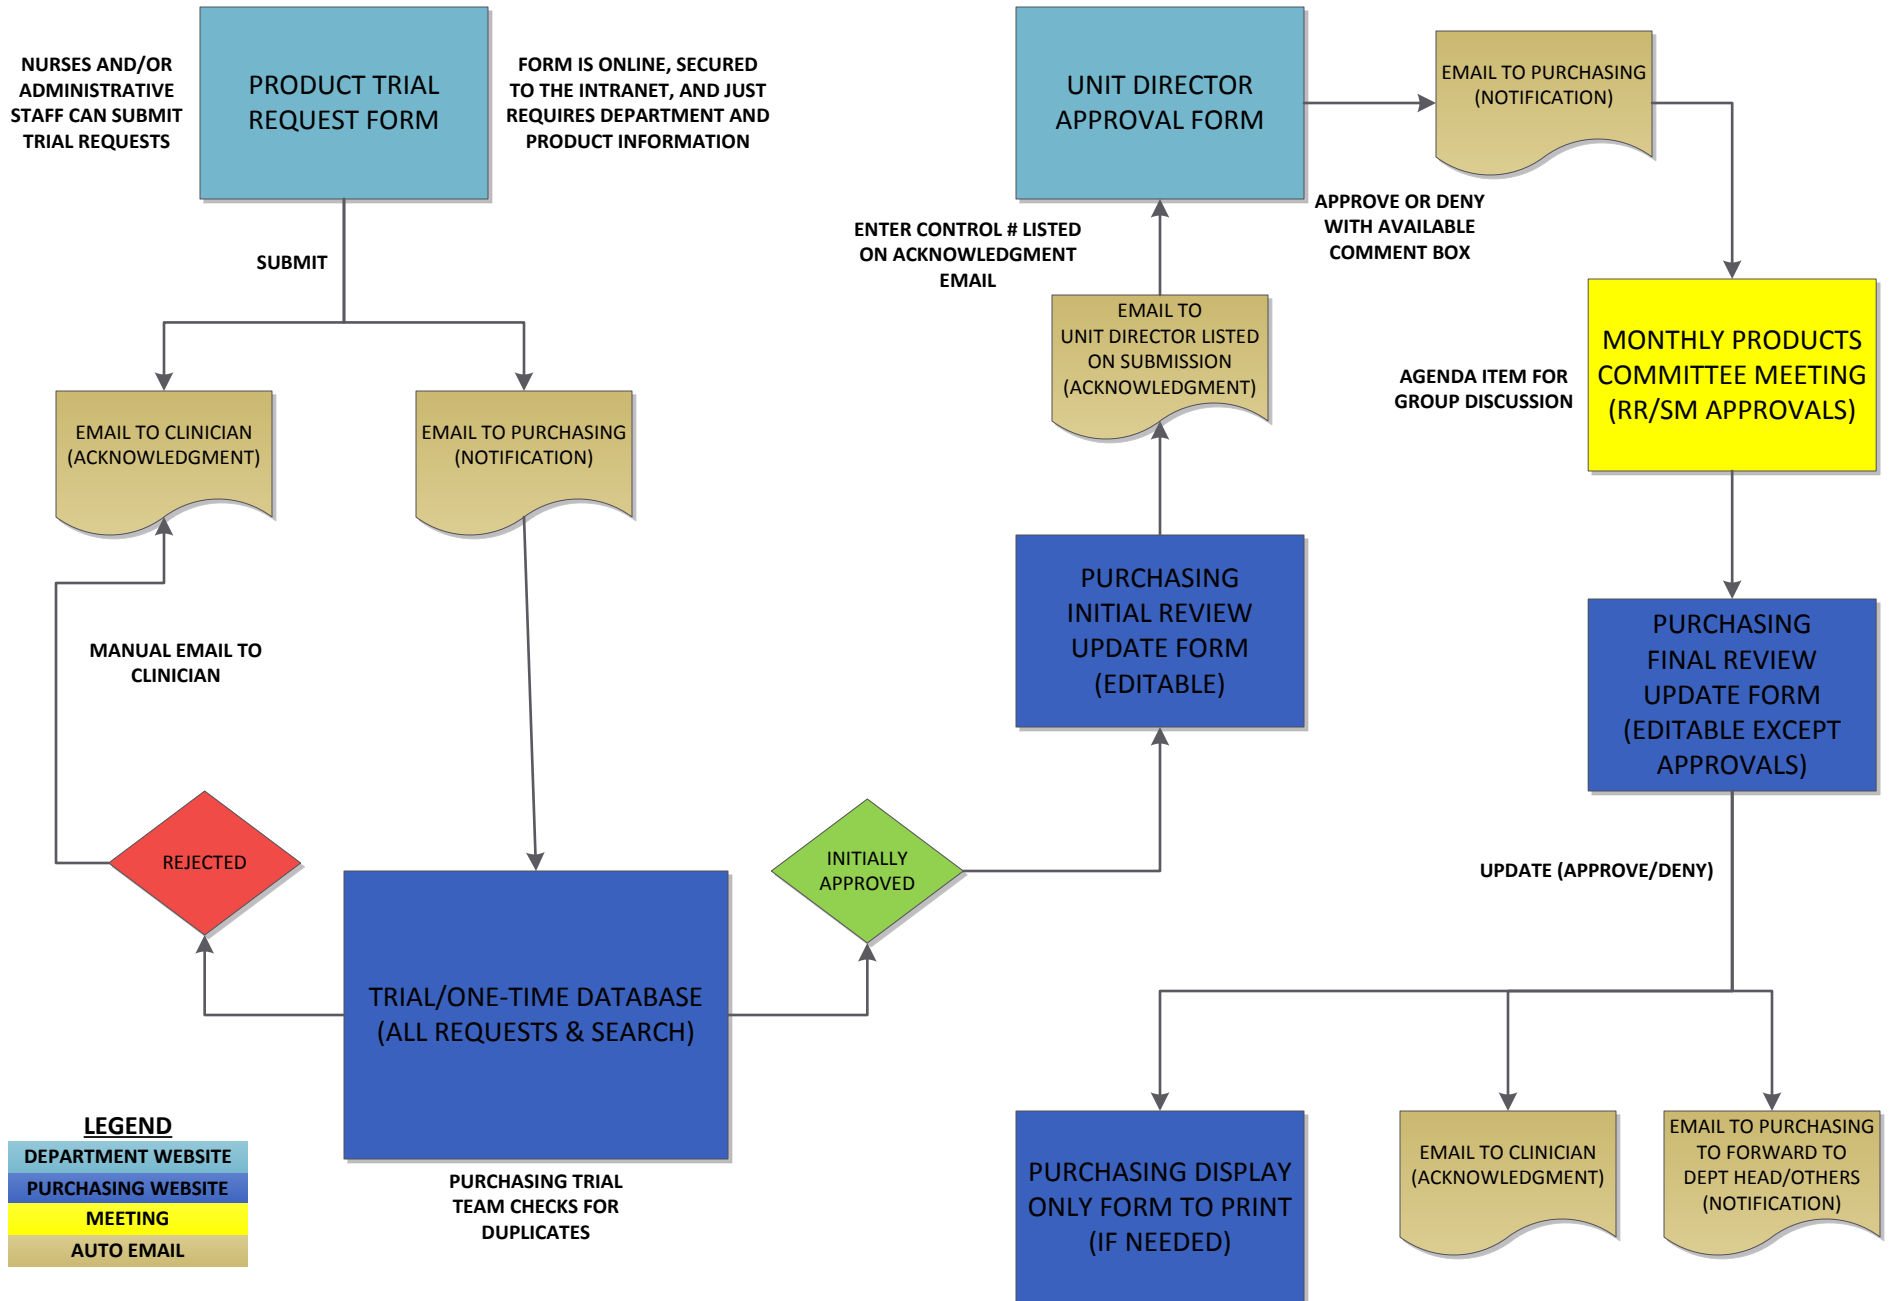 NURSES AND/OR
ADMINISTRATIVE
STAFF CAN SUBMIT
TRIAL REQUESTS
PRODUCT TRIAL
REQUEST FORM
FORM IS ONLINE, SECURED
TO THE INTRANET, AND JUST
REQUIRES DEPARTMENT AND
PRODUCT INFORMATION
SUBMIT
EMAIL TO CLINICIAN
(ACKNOWLEDGMENT)
EMAIL TO PURCHASING
(NOTIFICATION)
MANUAL EMAIL TO
CLINICIAN
REJECTED
TRIAL/ONE-TIME DATABASE
(ALL REQUESTS & SEARCH)
PURCHASING TRIAL
TEAM CHECKS FOR
DUPLICATES
INITIALLY
APPROVED
PURCHASING
INITIAL REVIEW
UPDATE FORM
(EDITABLE)
EMAIL TO
UNIT DIRECTOR LISTED
ON SUBMISSION
(ACKNOWLEDGMENT)
ENTER CONTROL # LISTED
ON ACKNOWLEDGMENT
EMAIL
UNIT DIRECTOR
APPROVAL FORM
APPROVE OR DENY
WITH AVAILABLE
COMMENT BOX
EMAIL TO PURCHASING
(NOTIFICATION)
AGENDA ITEM FOR
GROUP DISCUSSION
MONTHLY PRODUCTS
COMMITTEE MEETING
(RR/SM APPROVALS)
PURCHASING
FINAL REVIEW
UPDATE FORM
(EDITABLE EXCEPT
APPROVALS)
UPDATE (APPROVE/DENY)
PURCHASING DISPLAY
ONLY FORM TO PRINT
(IF NEEDED)
EMAIL TO CLINICIAN
(ACKNOWLEDGMENT)
EMAIL TO PURCHASING
TO FORWARD TO
DEPT HEAD/OTHERS
(NOTIFICATION)
LEGEND
DEPARTMENT WEBSITE
PURCHASING WEBSITE
MEETING
AUTO EMAIL